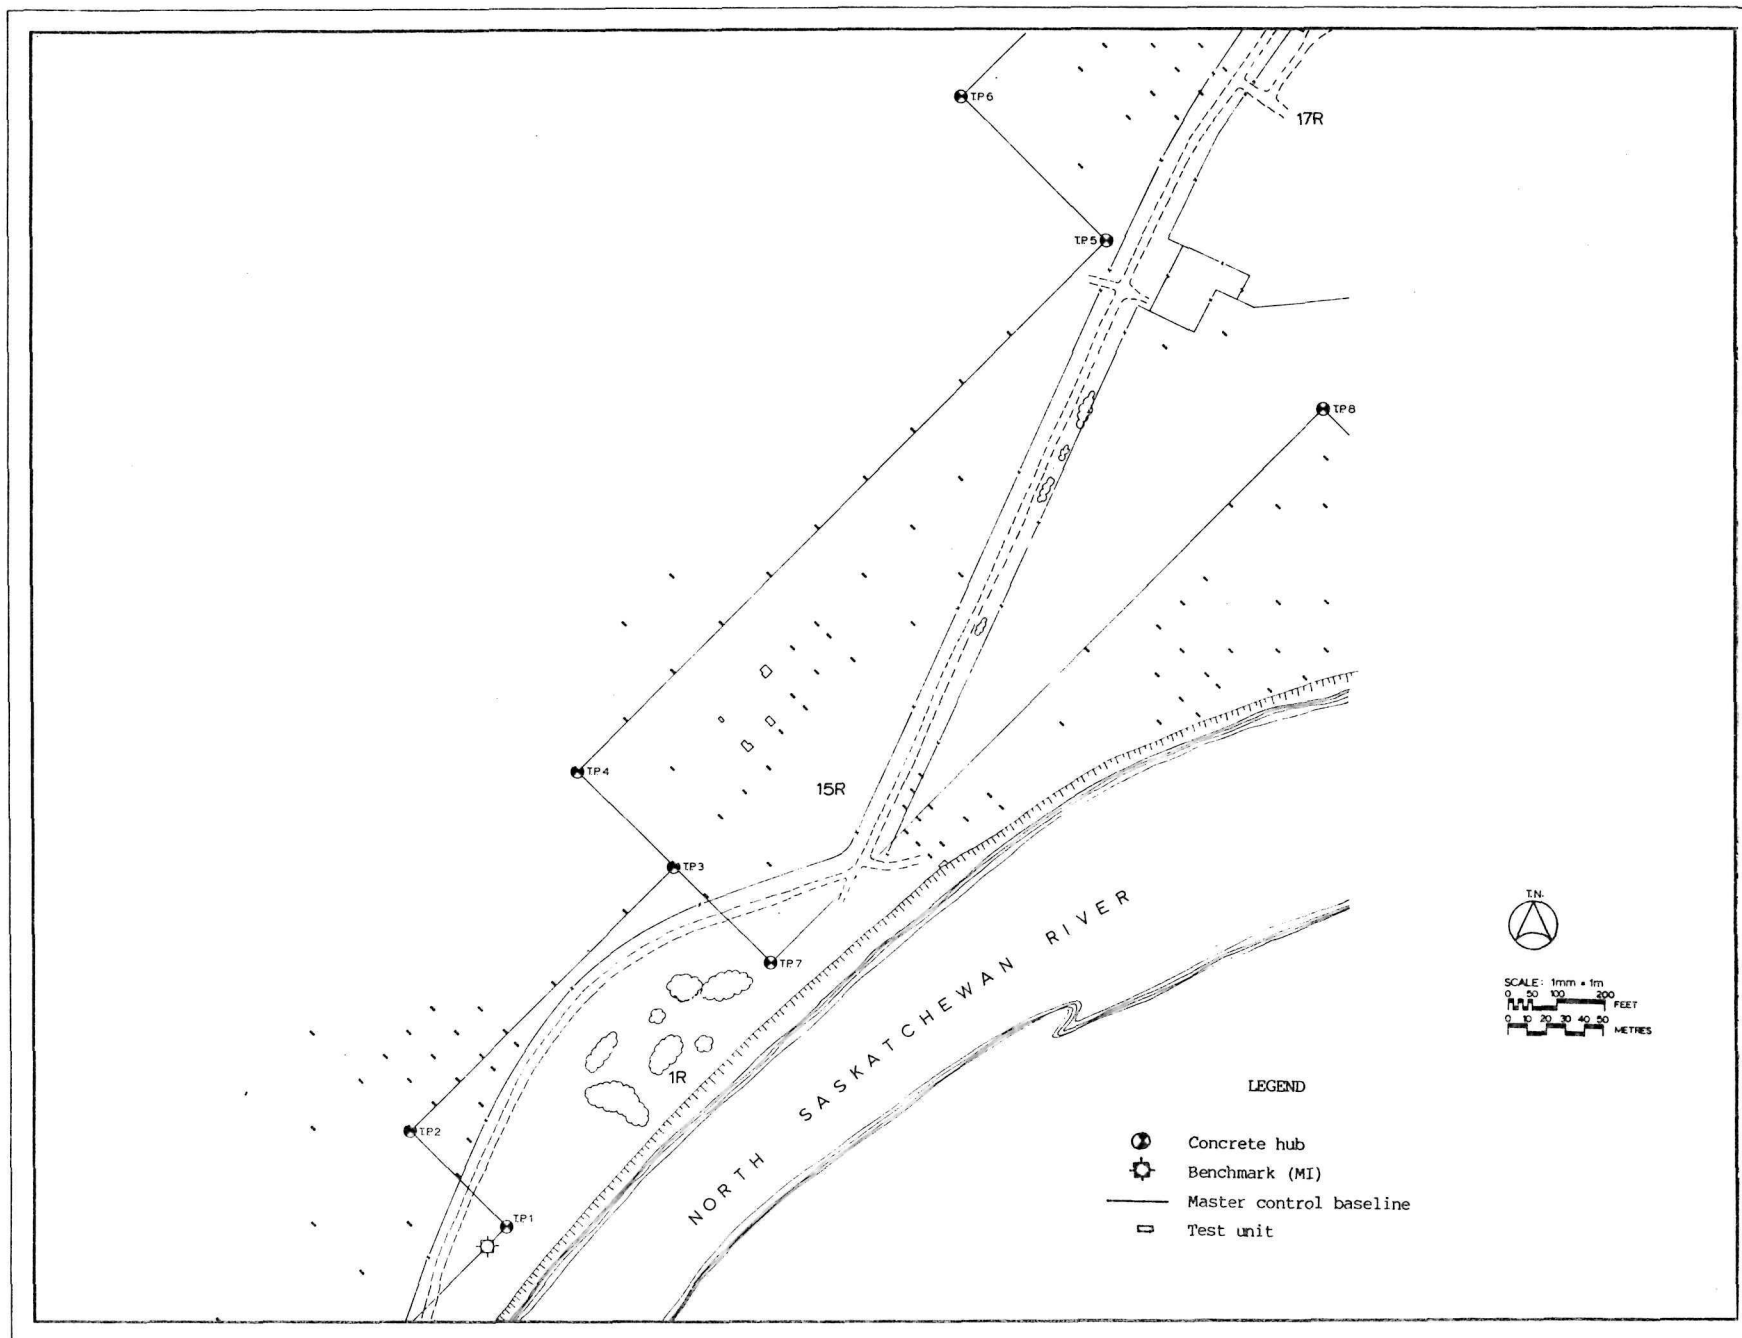 T.P.6
17R
T.P.5
T.P.8
T.P.4
15R
T.P.3
T.P.7
1R
T.P.2
T.P.1
NORTH SASKATCHEWAN RIVER
T.N.
SCALE: 1mm = 1m
0 50 100 200
FEET
0 10 20 30 40 50
METRES
LEGEND
Concrete hub
Benchmark (MI)
Master control baseline
Test unit